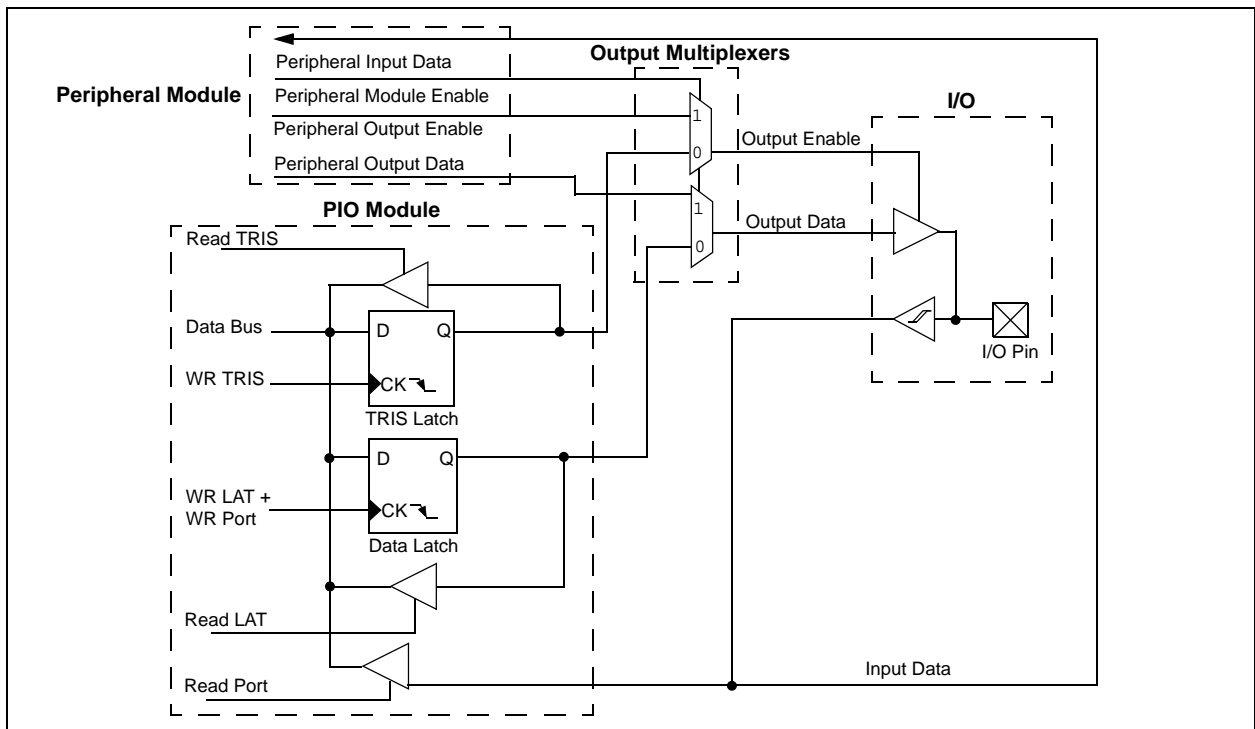 Output Multiplexers
Peripheral Input Data
Peripheral Module
Peripheral Module Enable
I/O
1
Peripheral Output Enable
Output Enable
0
Peripheral Output Data
PIO Module
1
Output Data
Read TRIS
0
Data Bus
D
Q
I/O Pin
WR TRIS
CK
TRIS Latch
D
Q
WR LAT +
WR Port
CK
Data Latch
Read LAT
Input Data
Read Port